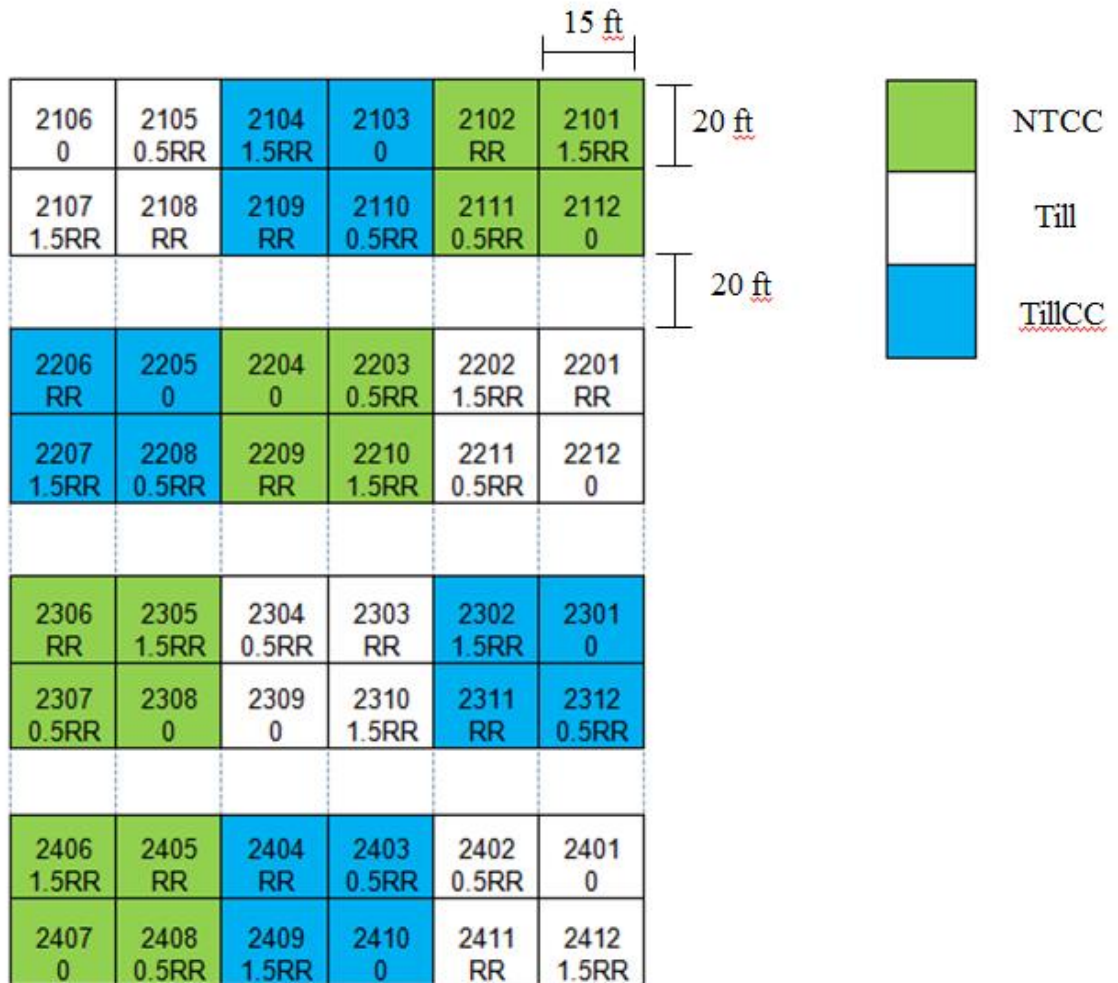 15 ft
2106 2105 2104 2103 2102 2101
0 0.5RR 1.5RR 0 RR 1.5RR
20 ft
NTCC
2107 2108 2109 2110 2111 2112
1.5RR RR RR 0.5RR 0.5RR 0
Till
20 ft
TillCC
2206 2205 2204 2203 2202 2201
RR 0 0 0.5RR 1.5RR RR
2207 2208 2209 2210 2211 2212
1.5RR 0.5RR RR 1.5RR 0.5RR 0
2306 2305 2304 2303 2302 2301
RR 1.5RR 0.5RR RR 1.5RR 0
2307 2308 2309 2310 2311 2312
0.5RR 0 0 1.5RR RR 0.5RR
2406 2405 2404 2403 2402 2401
1.5RR RR RR 0.5RR 0.5RR 0
2407 2408 2409 2410 2411 2412
0 0.5RR 1.5RR 0 RR 1.5RR